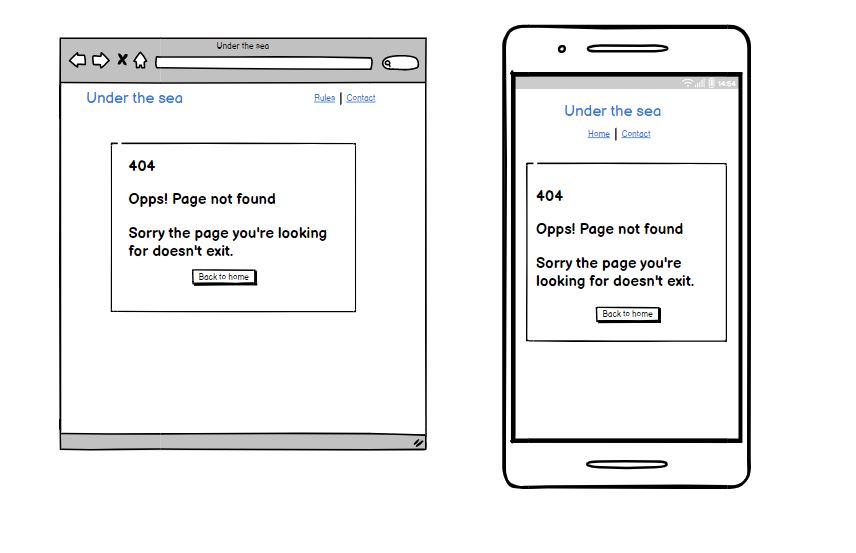 Under the sea
Under the sea
Rules | Contact
404
Opps! Page not found
Sorry the page you're looking
for doesn't exit.
Back to home
14:54
Under the sea
Home | Contact
404
Opps! Page not found
Sorry the page you're
looking for doesn't exit.
Back to home